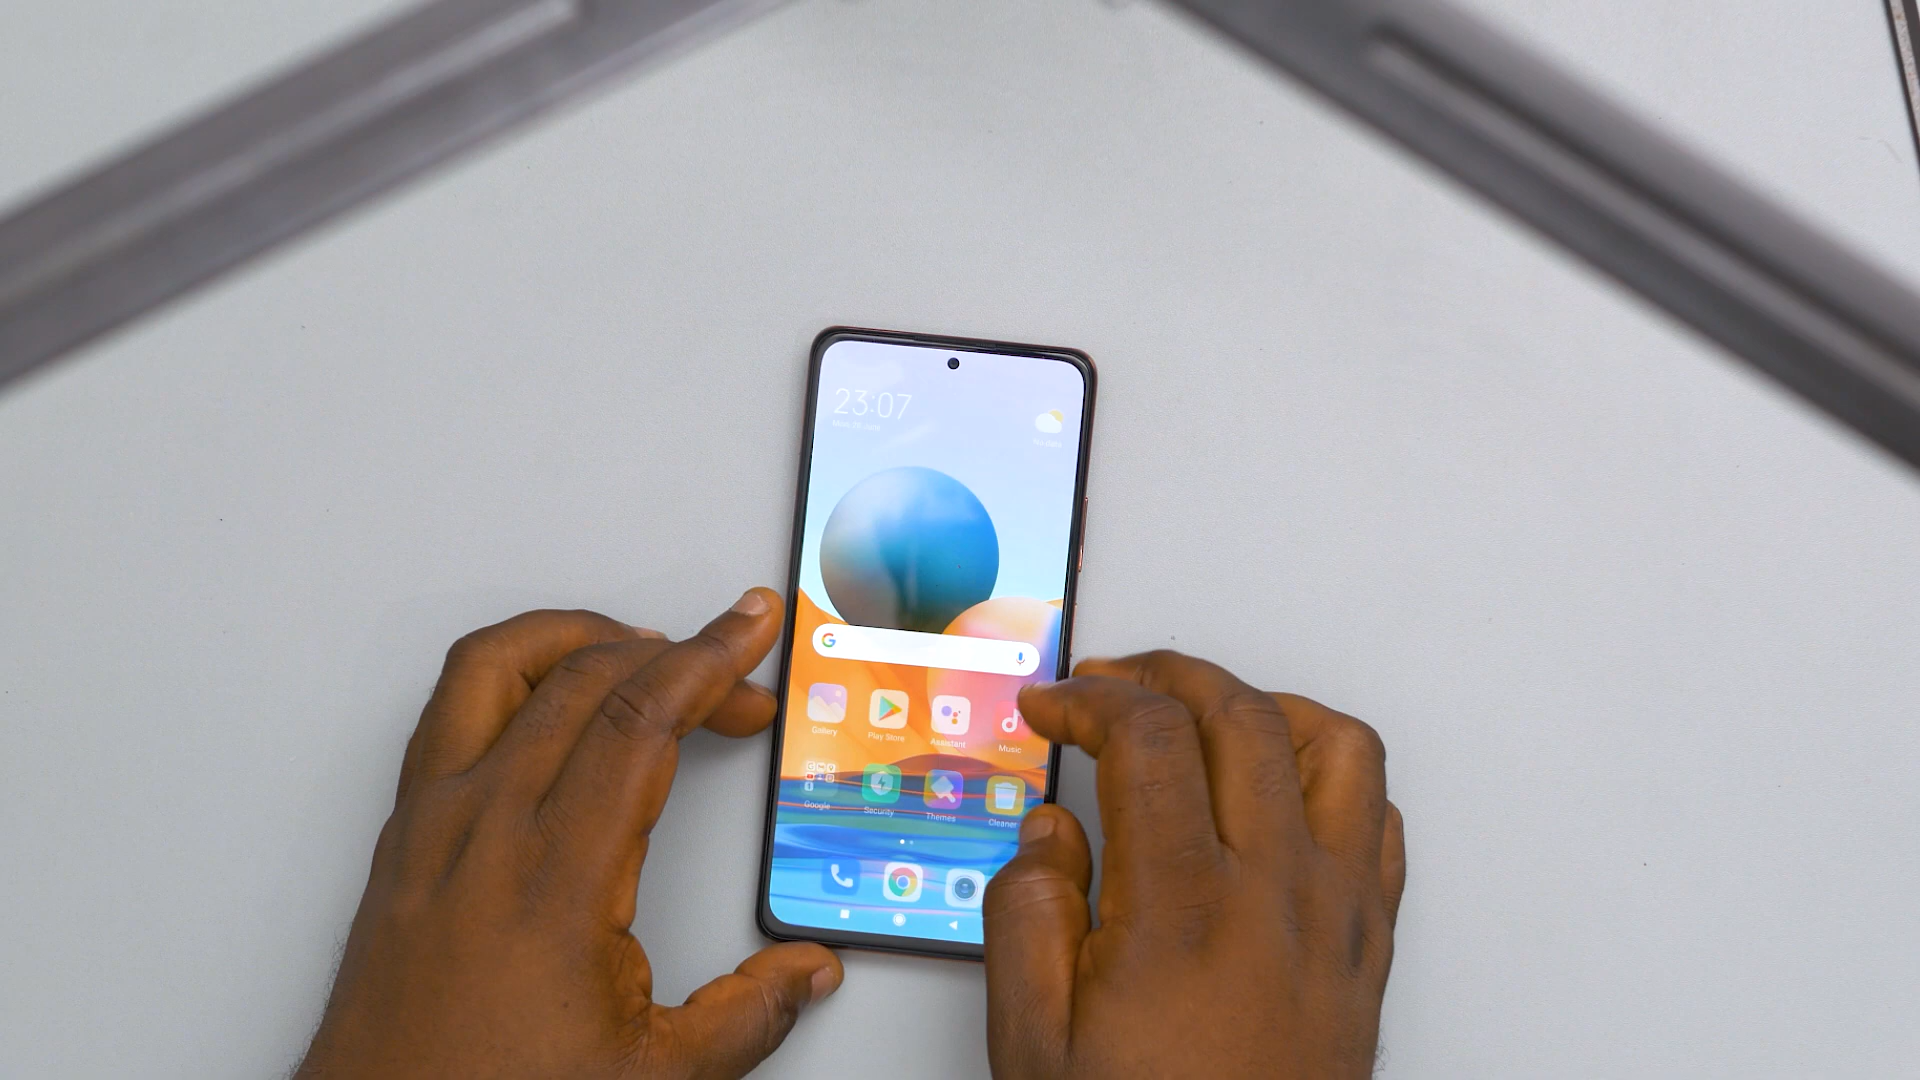 23:07
G
Gallery
Play Store
Assistant
Music
Google
Security
Themes
Cleaner